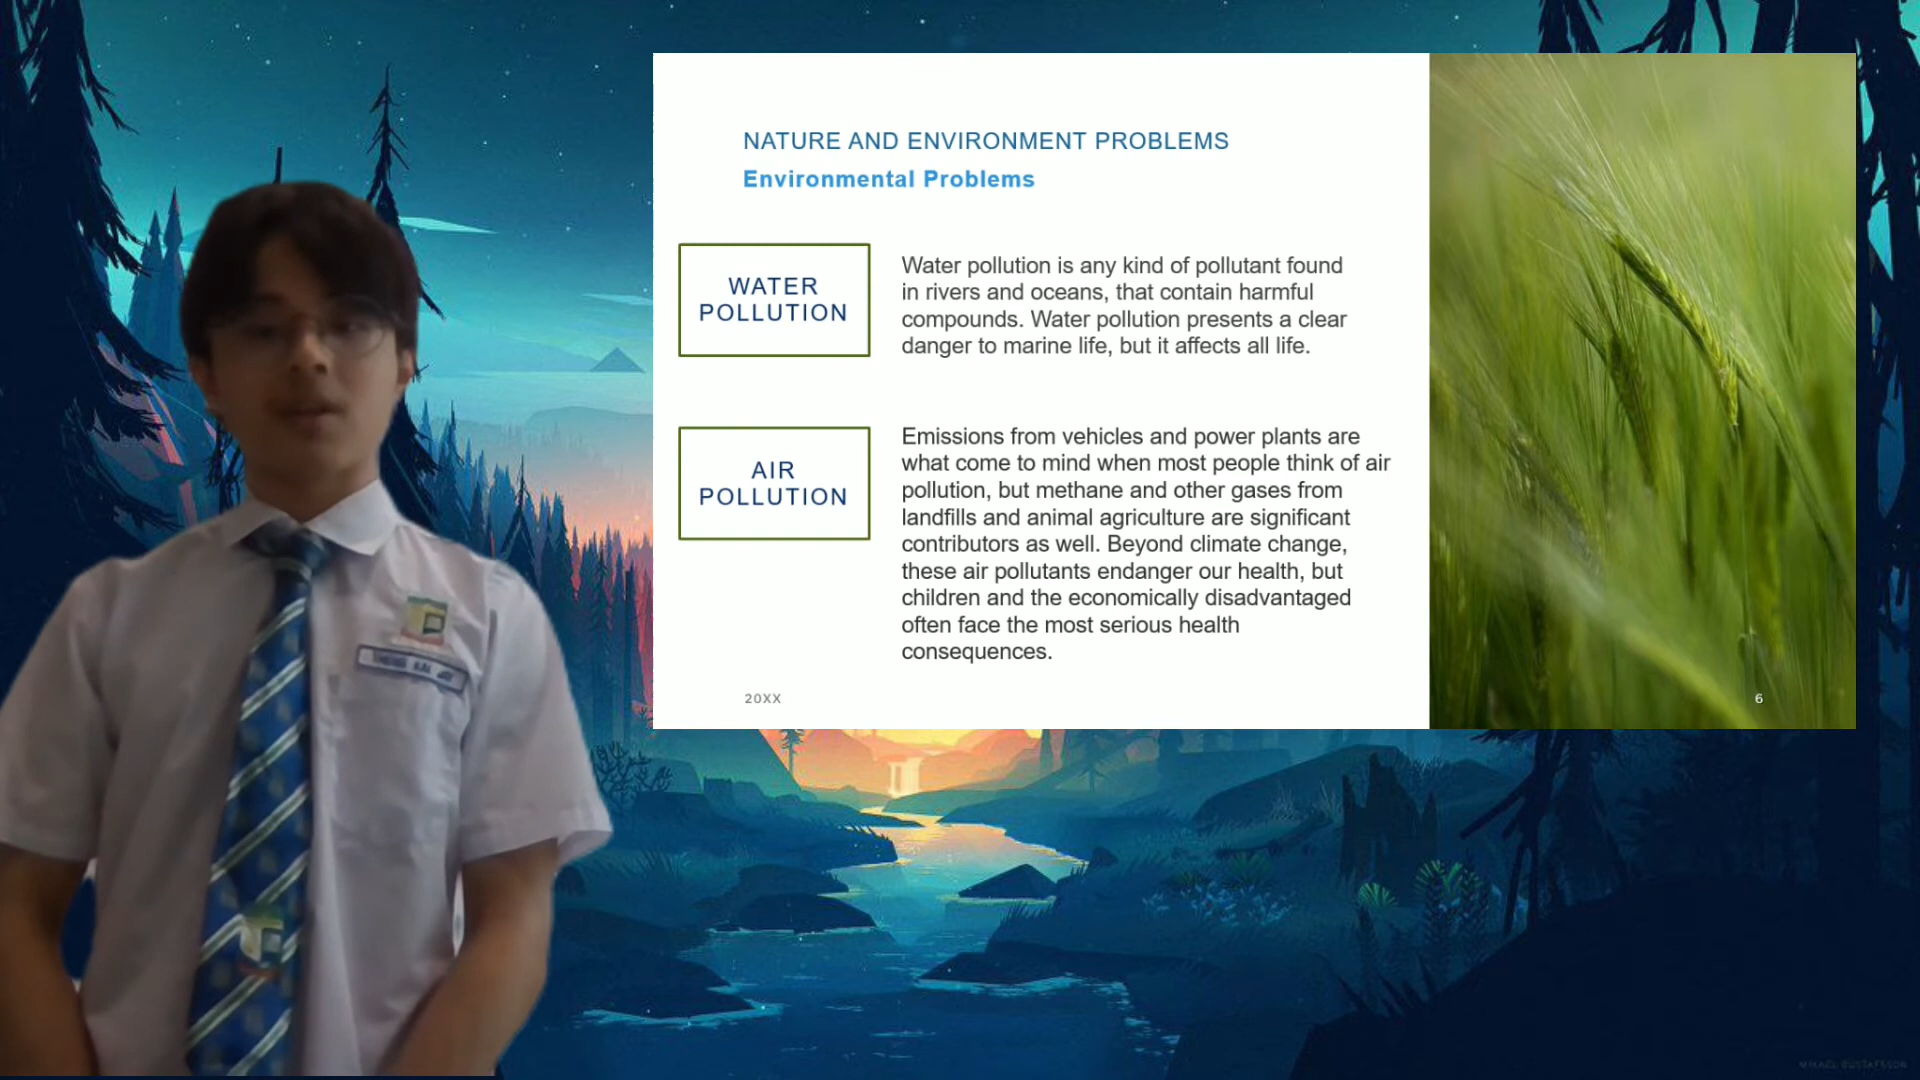 NATURE AND ENVIRONMENT PROBLEMS
Environmental Problems
WATER
POLLUTION
Water pollution is any kind of pollutant found
in rivers and oceans, that contain harmful
compounds. Water pollution presents a clear
danger to marine life, but it affects all life.
AIR
POLLUTION
Emissions from vehicles and power plants are
what come to mind when most people think of air
pollution, but methane and other gases from
landfills and animal agriculture are significant
contributors as well. Beyond climate change,
these air pollutants endanger our health, but
children and the economically disadvantaged
often face the most serious health
consequences.
20XX
6
MIKAEL GUSTAFSSON